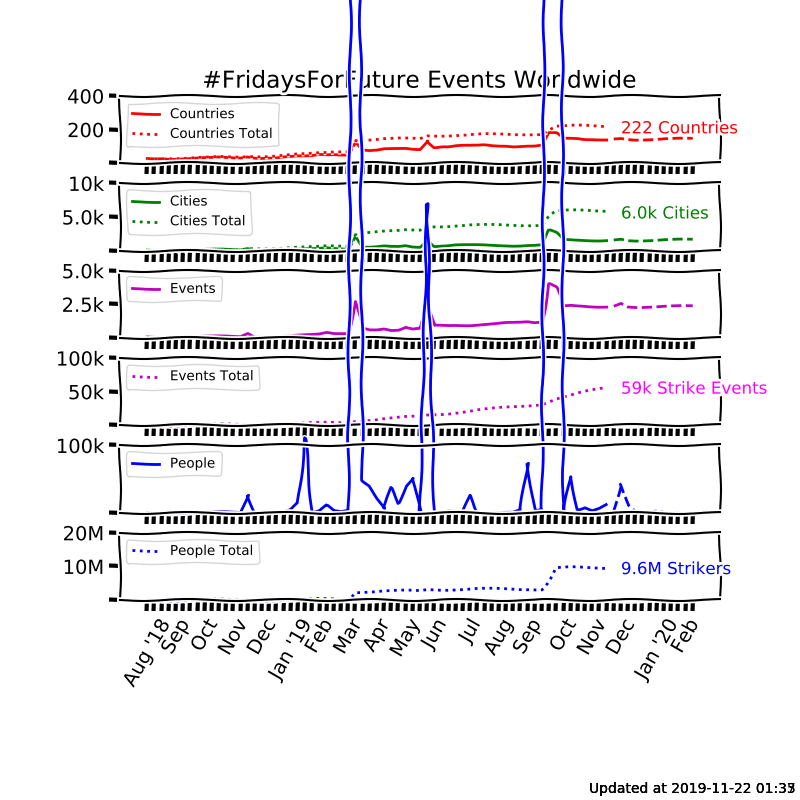 #FridaysForFuture Events Worldwide
400
200
Countries
Countries Total
222 Countries
10k
5.0k
Cities
Cities Total
6.0k Cities
5.0k
2.5k
Events
100k
50k
Events Total
59k Strike Events
100k
People
20M
10M
People Total
9.6M Strikers
Aug '18
Sep
Oct
Nov
Dec
Jan '19
Feb
Mar
Apr
May
Jun
Jul
Aug
Sep
Oct
Nov
Dec
Jan '20
Feb
Updated at 2019-11-22